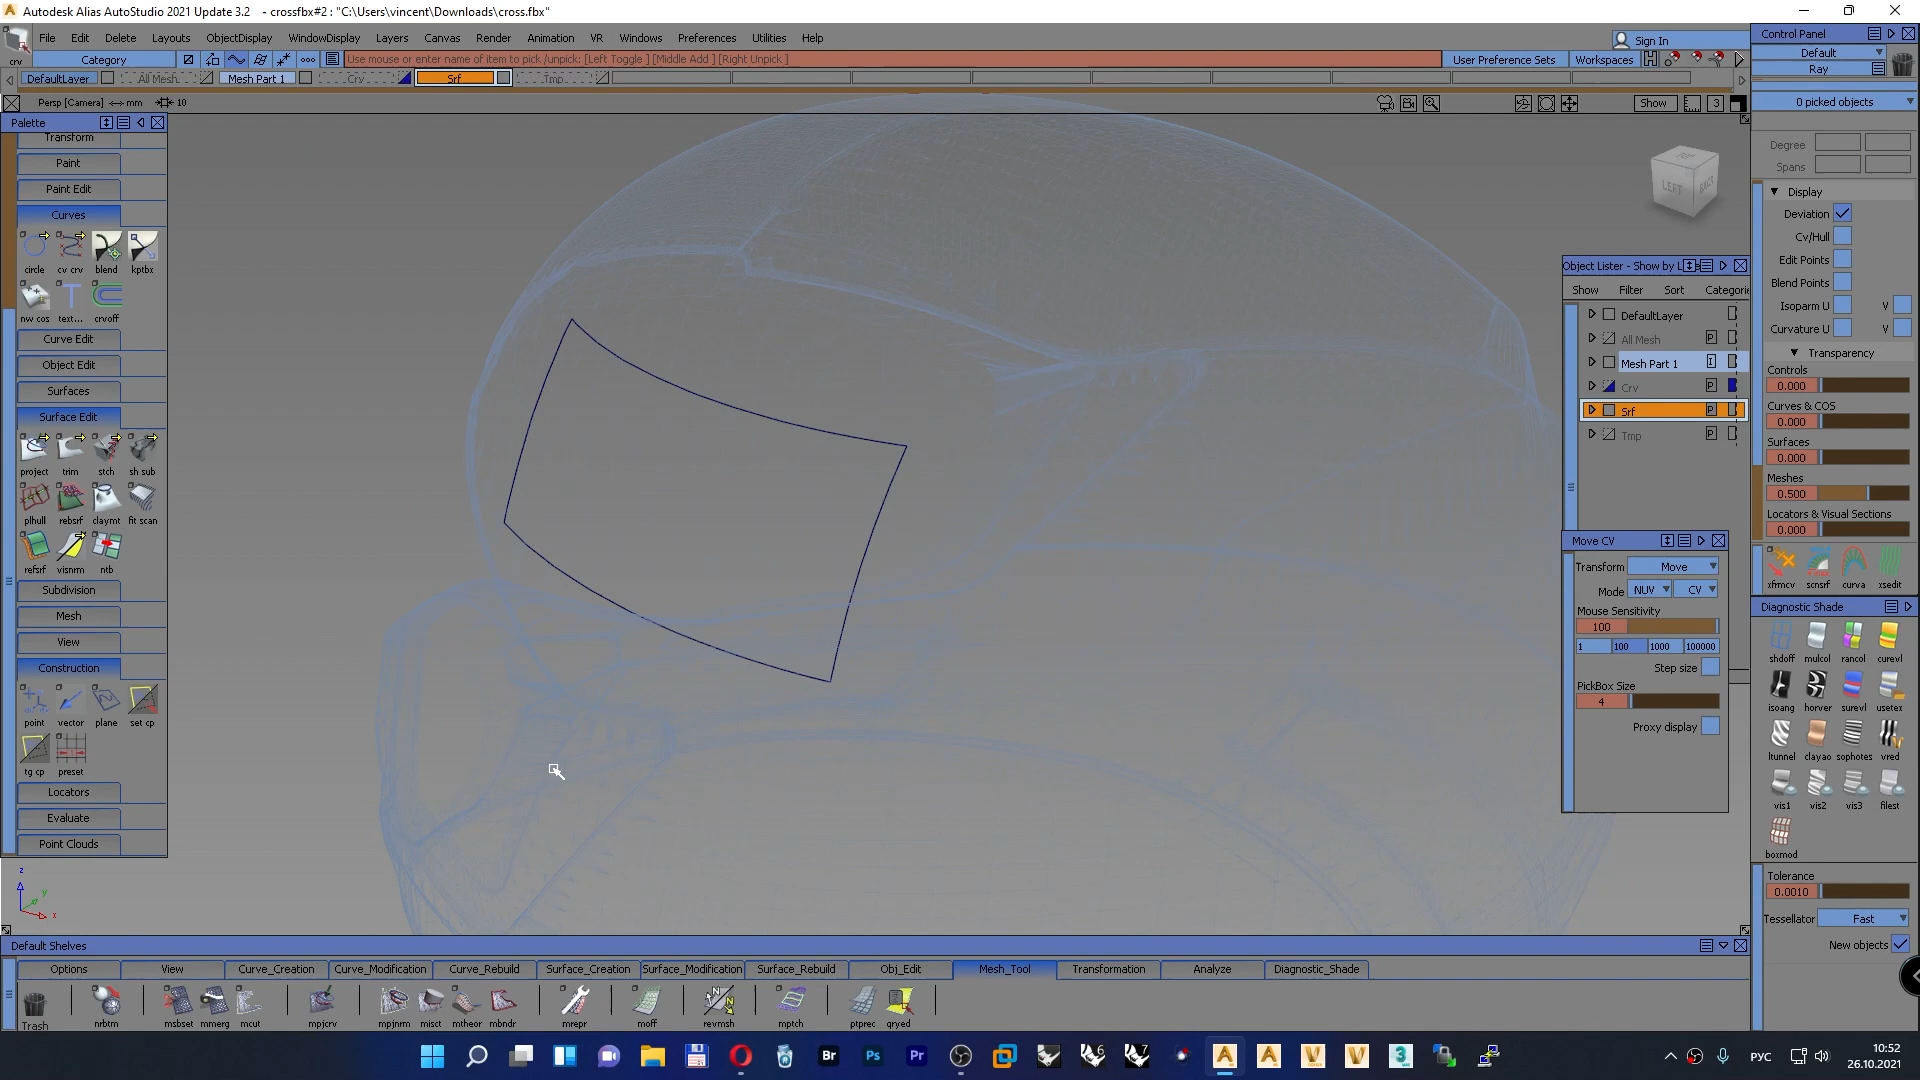 Autodesk Alias AutoStudio 2021 Update 3.2 - crossfbx#2 : "C:\Users\vincent\Downloads\cross.fbx"
File Edit Delete Layouts ObjectDisplay WindowDisplay Layers Canvas Render Animation VR Windows Preferences Utilities Help
Sign In
crv
Category
Use mouse or enter name of item to pick /unpick: [Left Toggle ] [Middle Add ] [Right Unpick ]
User Preference Sets
Workspaces
DefaultLayer All Mesh Mesh Part 1 Crv Srf Tmp
Persp [Camera] mm 10
Show
3
Palette
Transform
Paint
Paint Edit
Curves
circle cv crv blend kptbx
nw cos text... crvoff
Curve Edit
Object Edit
Surfaces
Surface Edit
project trim stch sh sub
plhull rebsrf claymt fit scan
refsrf visnrm ntb
Subdivision
Mesh
View
Construction
point vector plane set cp
tg cp preset
Locators
Evaluate
Point Clouds
z
y
x
TOP
LEFT
BACK
Object Lister - Show by L
Show Filter Sort Categorie
DefaultLayer
All Mesh P
Mesh Part 1 I
Crv P
Srf P
Tmp P
Move CV
Transform Move
Mode NUV CV
Mouse Sensitivity
100
1 100 1000 100000
Step size
PickBox Size
4
Proxy display
Control Panel
Default
Ray
0 picked objects
Degree
Spans
Display
Deviation
Cv/Hull
Edit Points
Blend Points
Isoparm U V
Curvature U V
Transparency
Controls
0.000
Curves & COS
0.000
Surfaces
0.000
Meshes
0.500
Locators & Visual Sections
0.000
xfrmcv scnsrf curva xsedit
Diagnostic Shade
shdoff mulcol rancol curevl
isoang horver surevl usetex
ltunnel clayao sophotes vred
vis1 vis2 vis3 filest
boxmod
Tolerance
0.0010
Tessellator Fast
New objects
Default Shelves
Options View Curve_Creation Curve_Modification Curve_Rebuild Surface_Creation Surface_Modification Surface_Rebuild Obj_Edit Mesh_Tool Transformation Analyze Diagnostic_Shade
Trash nrbtm msbset mmerg mcut mpjcrv mpjnrm misct mtheor mbndr mrepr moff revmsh mptch ptprec qryed
Br Ps Pr 6 7 3
РУС
10:52
26.10.2021